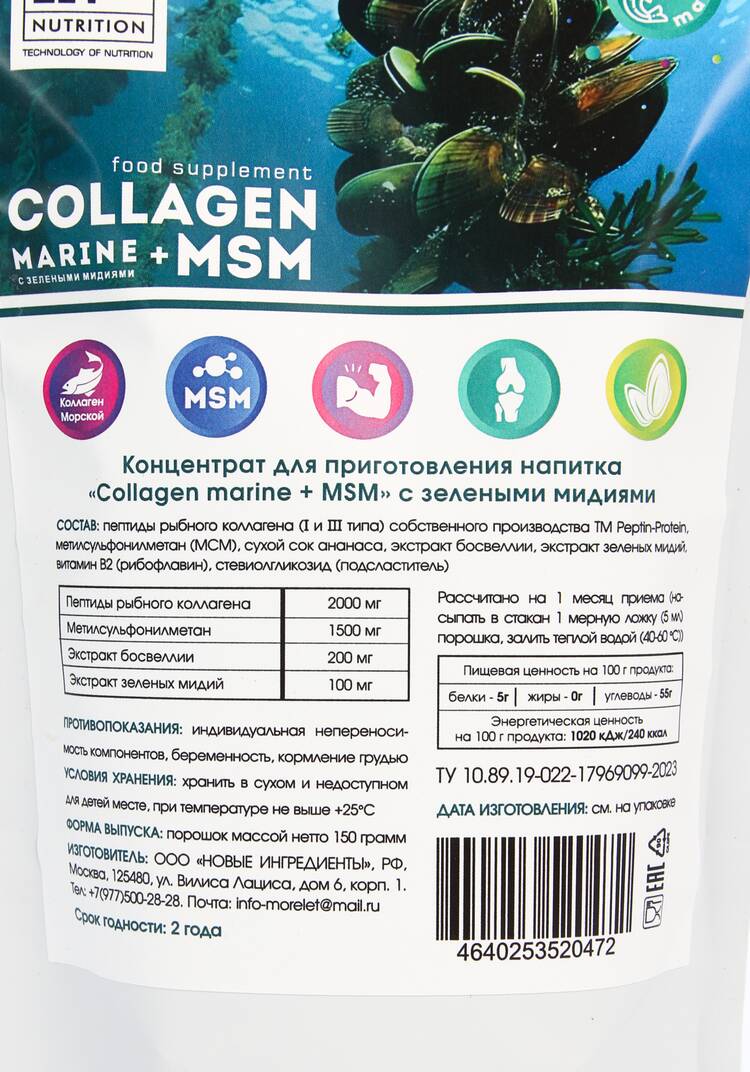 NUTRITION
TECHNOLOGY OF NUTRITION
ma
food supplement
COLLAGEN
MARINE + MSM
С ЗЕЛЕНЫМИ МИДИЯМИ
Коллаген
Морской
MSM
Концентрат для приготовления напитка
«Collagen marine + MSM» с зелеными мидиями
СОСТАВ: пептиды рыбного коллагена (I и III типа) собственного производства ТМ Peptin-Protein,
метилсульфонилметан (МСМ), сухой сок ананаса, экстракт босвеллии, экстракт зеленых мидий,
витамин В2 (рибофлавин), стевиолгликозид (подсластитель)
Пептиды рыбного коллагена 2000 мг
Метилсульфонилметан 1500 мг
Экстракт босвеллии 200 мг
Экстракт зеленых мидий 100 мг
Рассчитано на 1 месяц приема (на-
сыпать в стакан 1 мерную ложку (5 мл)
порошка, залить теплой водой (40-60 °С))
Пищевая ценность на 100 г продукта:
белки - 5г | жиры - 0г | углеводы - 55г
Энергетическая ценность
на 100 г продукта: 1020 кДж/240 ккал
ПРОТИВОПОКАЗАНИЯ: индивидуальная непереноси-
мость компонентов, беременность, кормление грудью
УСЛОВИЯ ХРАНЕНИЯ: хранить в сухом и недоступном
для детей месте, при температуре не выше +25°С
ФОРМА ВЫПУСКА: порошок массой нетто 150 грамм
ИЗГОТОВИТЕЛЬ: ООО «НОВЫЕ ИНГРЕДИЕНТЫ», РФ,
Москва, 125480, ул. Вилиса Лациса, дом 6, корп. 1.
Тел.: +7(977)500-28-28. Почта: info-morelet@mail.ru
Срок годности: 2 года
ТУ 10.89.19-022-17969099-2023
ДАТА ИЗГОТОВЛЕНИЯ: см. на упаковке
EAC
4640253520472